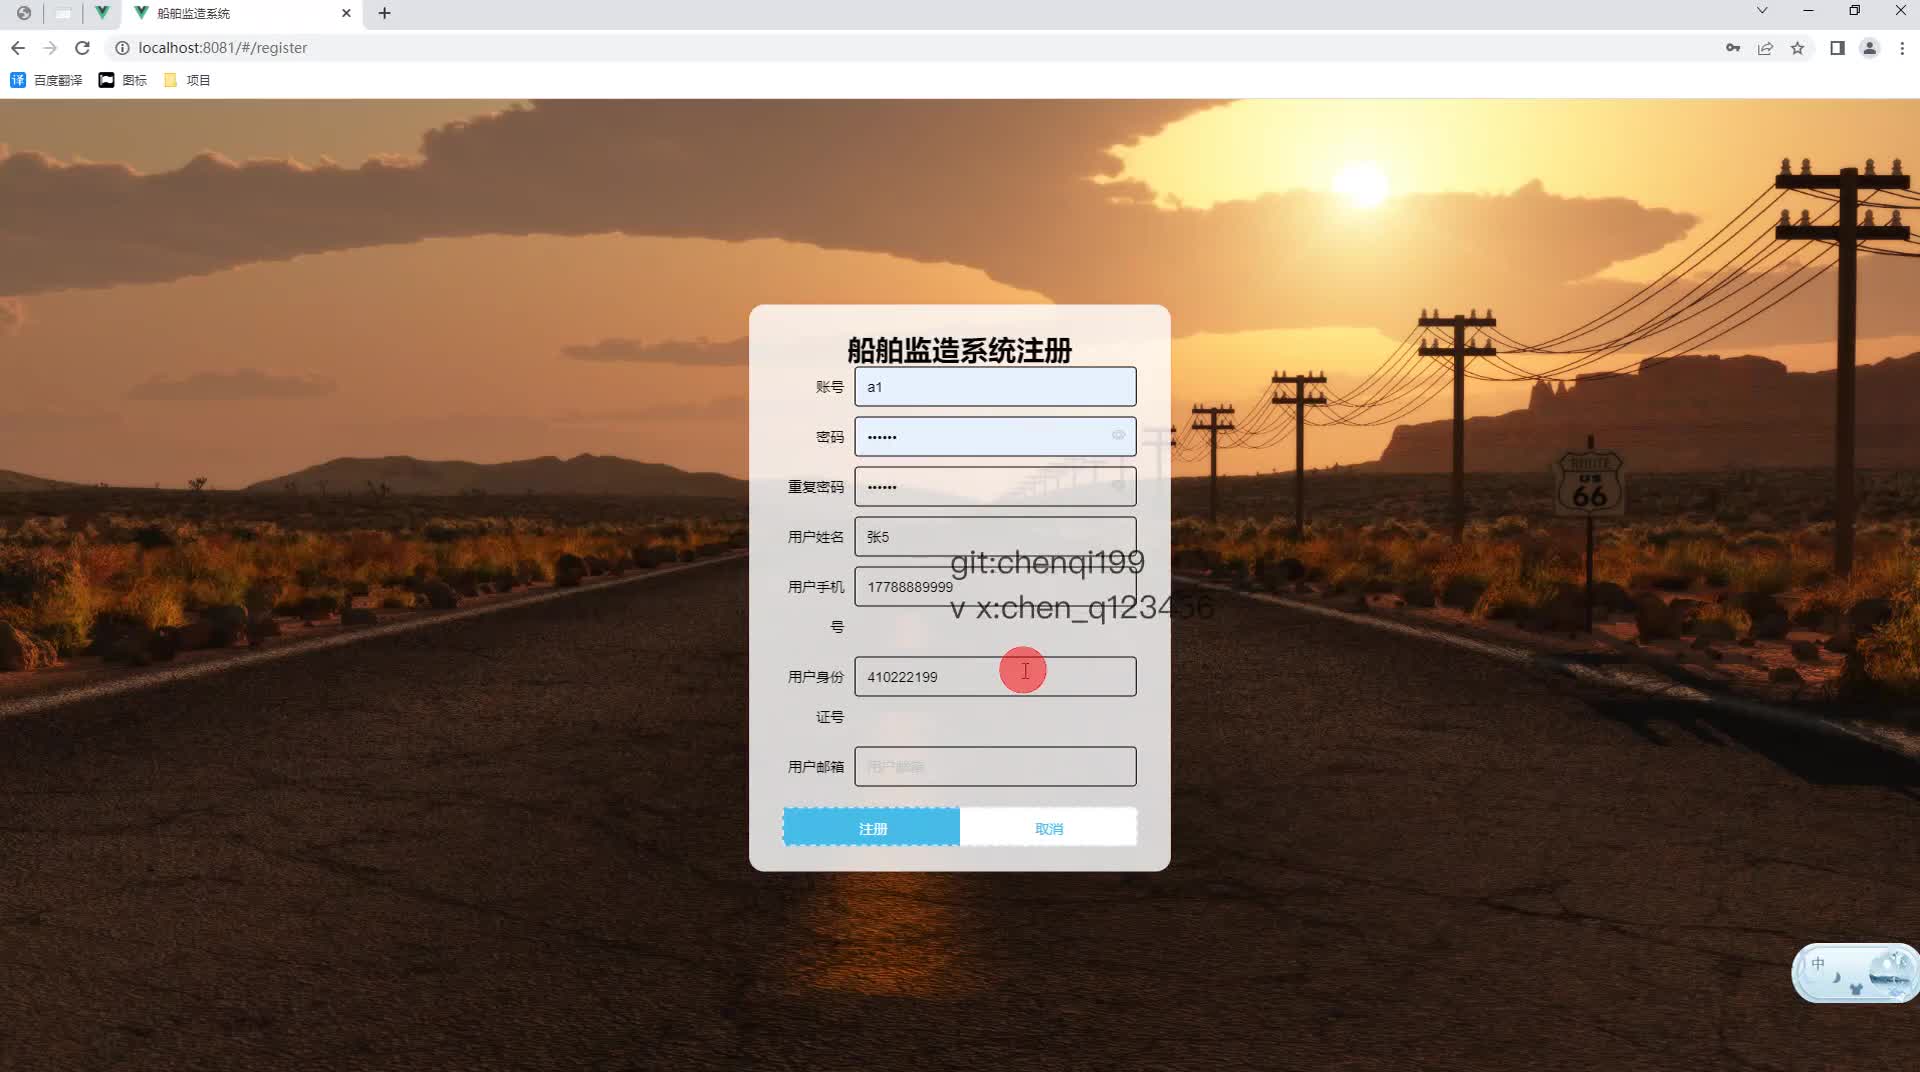 船舶监造系统
localhost:8081/#/register
百度翻译
图标
项目
船舶监造系统注册
账号
a1
密码
••••••
重复密码
••••••
用户姓名
张5
git:chenqi199
用户手机号
17788889999
v x:chen_q123456
用户身份证号
410222199
用户邮箱
用户邮箱
注册
取消
ROUTE
US
66
中